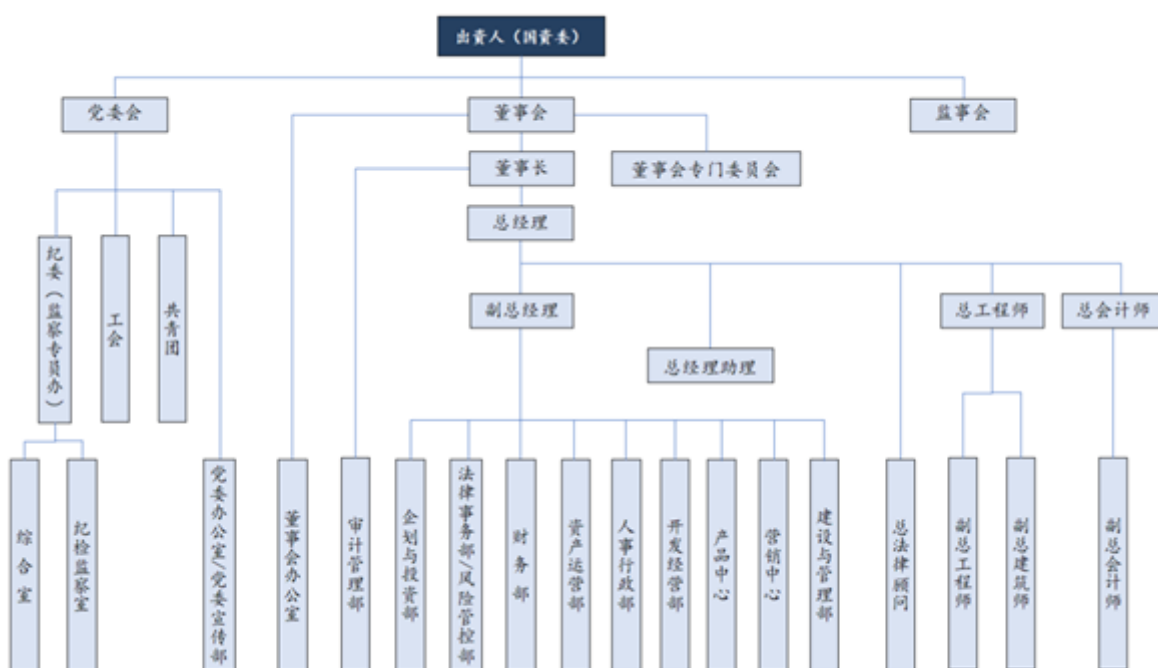 出资人（国资委）
党委会
董事会
监事会
董事长
董事会专门委员会
总经理
副总经理
总工程师
总会计师
总经理助理
纪委（监察专员办）
工会
共青团
综合室
纪检监察室
党委办公室/党委宣传部
董事会办公室
审计管理部
企划与投资部
法律事务部/风险管控部
财务部
资产运营部
人事行政部
开发经营部
产品中心
营销中心
建设与管理部
总法律顾问
副总工程师
副总建筑师
副总会计师